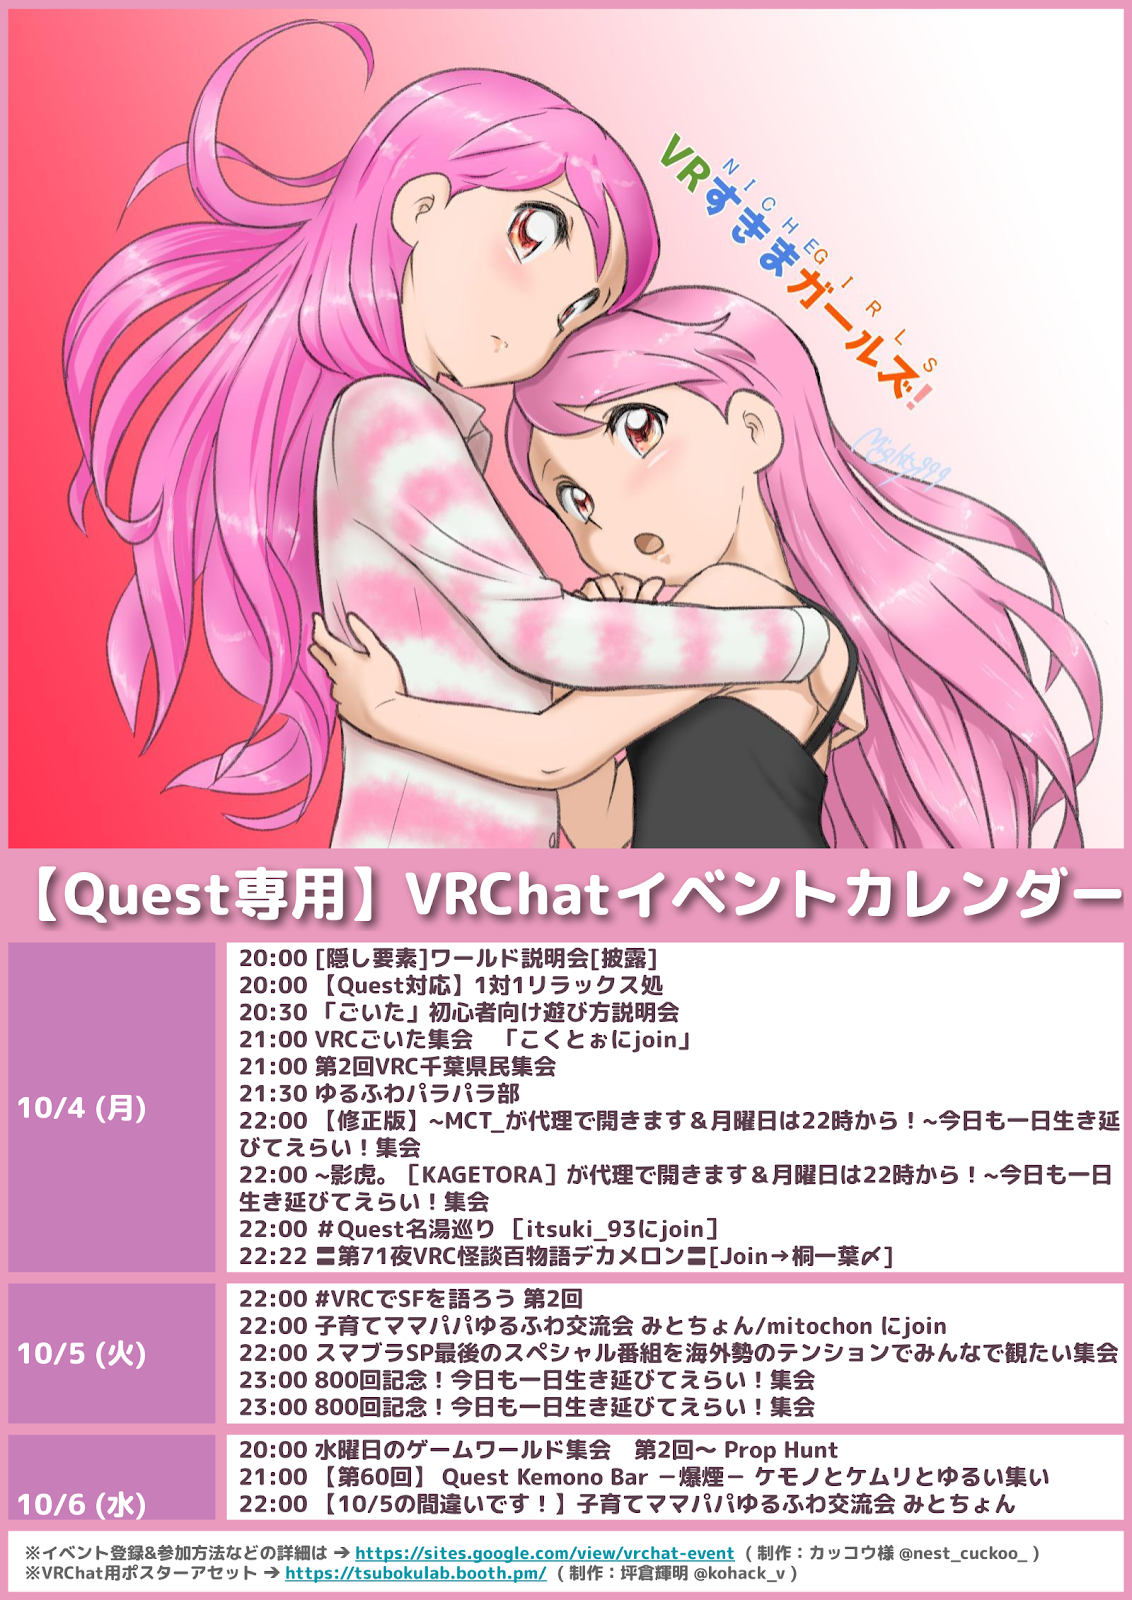 NICHE GIRLS
VRすきまガールズ!
Mighty999
【Quest専用】VRChatイベントカレンダー
10/4 (月)
20:00 [隠し要素]ワールド説明会[披露]
20:00 【Quest対応】1対1リラックス処
20:30 「ごいた」初心者向け遊び方説明会
21:00 VRCごいた集会　「こくとぉにjoin」
21:00 第2回VRC千葉県民集会
21:30 ゆるふわパラパラ部
22:00 【修正版】~MCT_が代理で開きます＆月曜日は22時から！~今日も一日生き延
びてえらい！集会
22:00 ~影虎。［KAGETORA］が代理で開きます＆月曜日は22時から！~今日も一日
生き延びてえらい！集会
22:00 ＃Quest名湯巡り ［itsuki_93にjoin］
22:22 〓第71夜VRC怪談百物語デカメロン〓[Join→桐一葉〆]
10/5 (火)
22:00 #VRCでSFを語ろう 第2回
22:00 子育てママパパゆるふわ交流会 みとちょん/mitochon にjoin
22:00 スマブラSP最後のスペシャル番組を海外勢のテンションでみんなで観たい集会
23:00 800回記念！今日も一日生き延びてえらい！集会
23:00 800回記念！今日も一日生き延びてえらい！集会
10/6 (水)
20:00 水曜日のゲームワールド集会　第2回～ Prop Hunt
21:00 【第60回】 Quest Kemono Bar －爆煙－ ケモノとケムリとゆるい集い
22:00 【10/5の間違いです！】子育てママパパゆるふわ交流会 みとちょん
※イベント登録&参加方法などの詳細は → https://sites.google.com/view/vrchat-event （ 制作：カッコウ様 @nest_cuckoo_ ）
※VRChat用ポスターアセット → https://tsubokulab.booth.pm/ （ 制作：坪倉輝明 @kohack_v ）